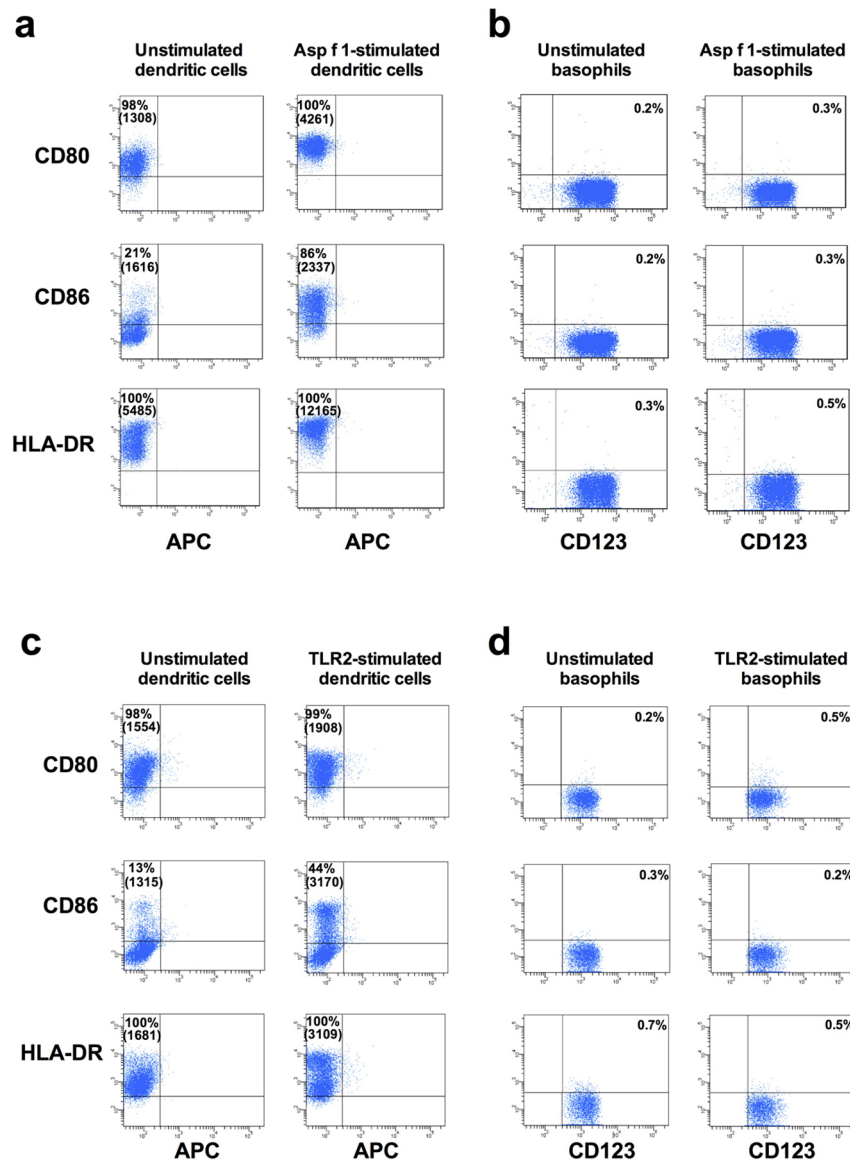 a
Unstimulated
dendritic cells
Asp f 1-stimulated
dendritic cells
CD80
98%
(1308)
100%
(4261)
CD86
21%
(1616)
86%
(2337)
HLA-DR
100%
(5485)
100%
(12165)
APC
APC
b
Unstimulated
basophils
Asp f 1-stimulated
basophils
0.2%
0.3%
0.2%
0.3%
0.3%
0.5%
CD123
CD123
c
Unstimulated
dendritic cells
TLR2-stimulated
dendritic cells
CD80
98%
(1554)
99%
(1908)
CD86
13%
(1315)
44%
(3170)
HLA-DR
100%
(1681)
100%
(3109)
APC
APC
d
Unstimulated
basophils
TLR2-stimulated
basophils
0.2%
0.5%
0.3%
0.2%
0.7%
0.5%
CD123
CD123